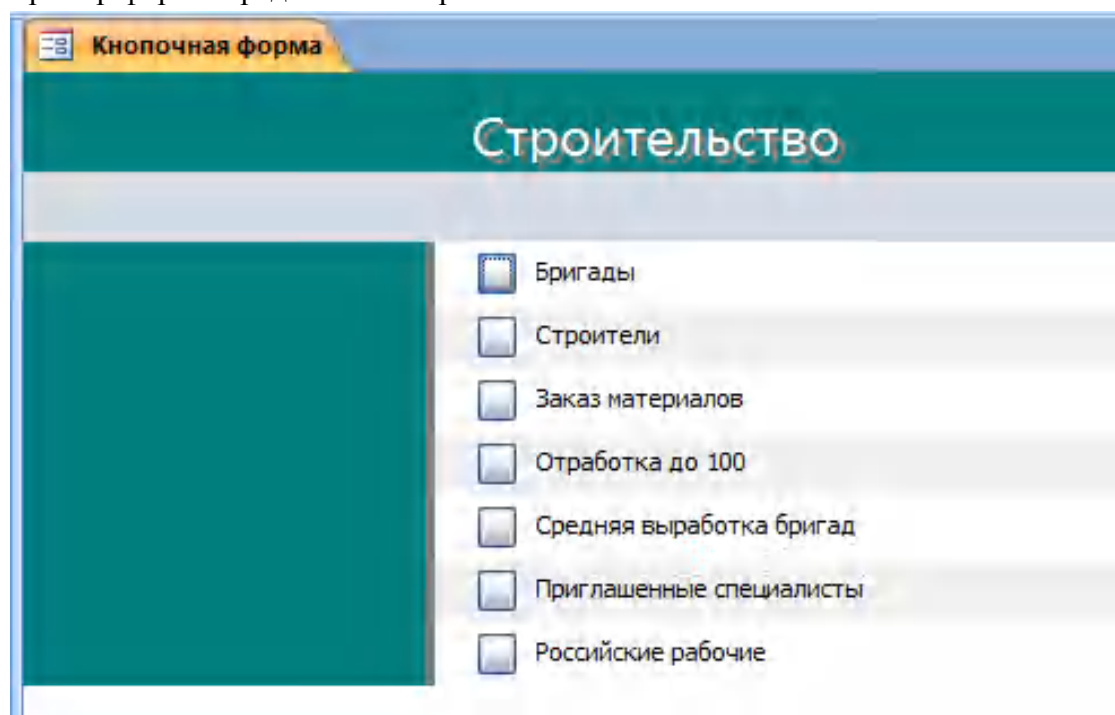 Кнопочная форма
Строительство
Бригады
Строители
Заказ материалов
Отработка до 100
Средняя выработка бригад
Приглашенные специалисты
Российские рабочие